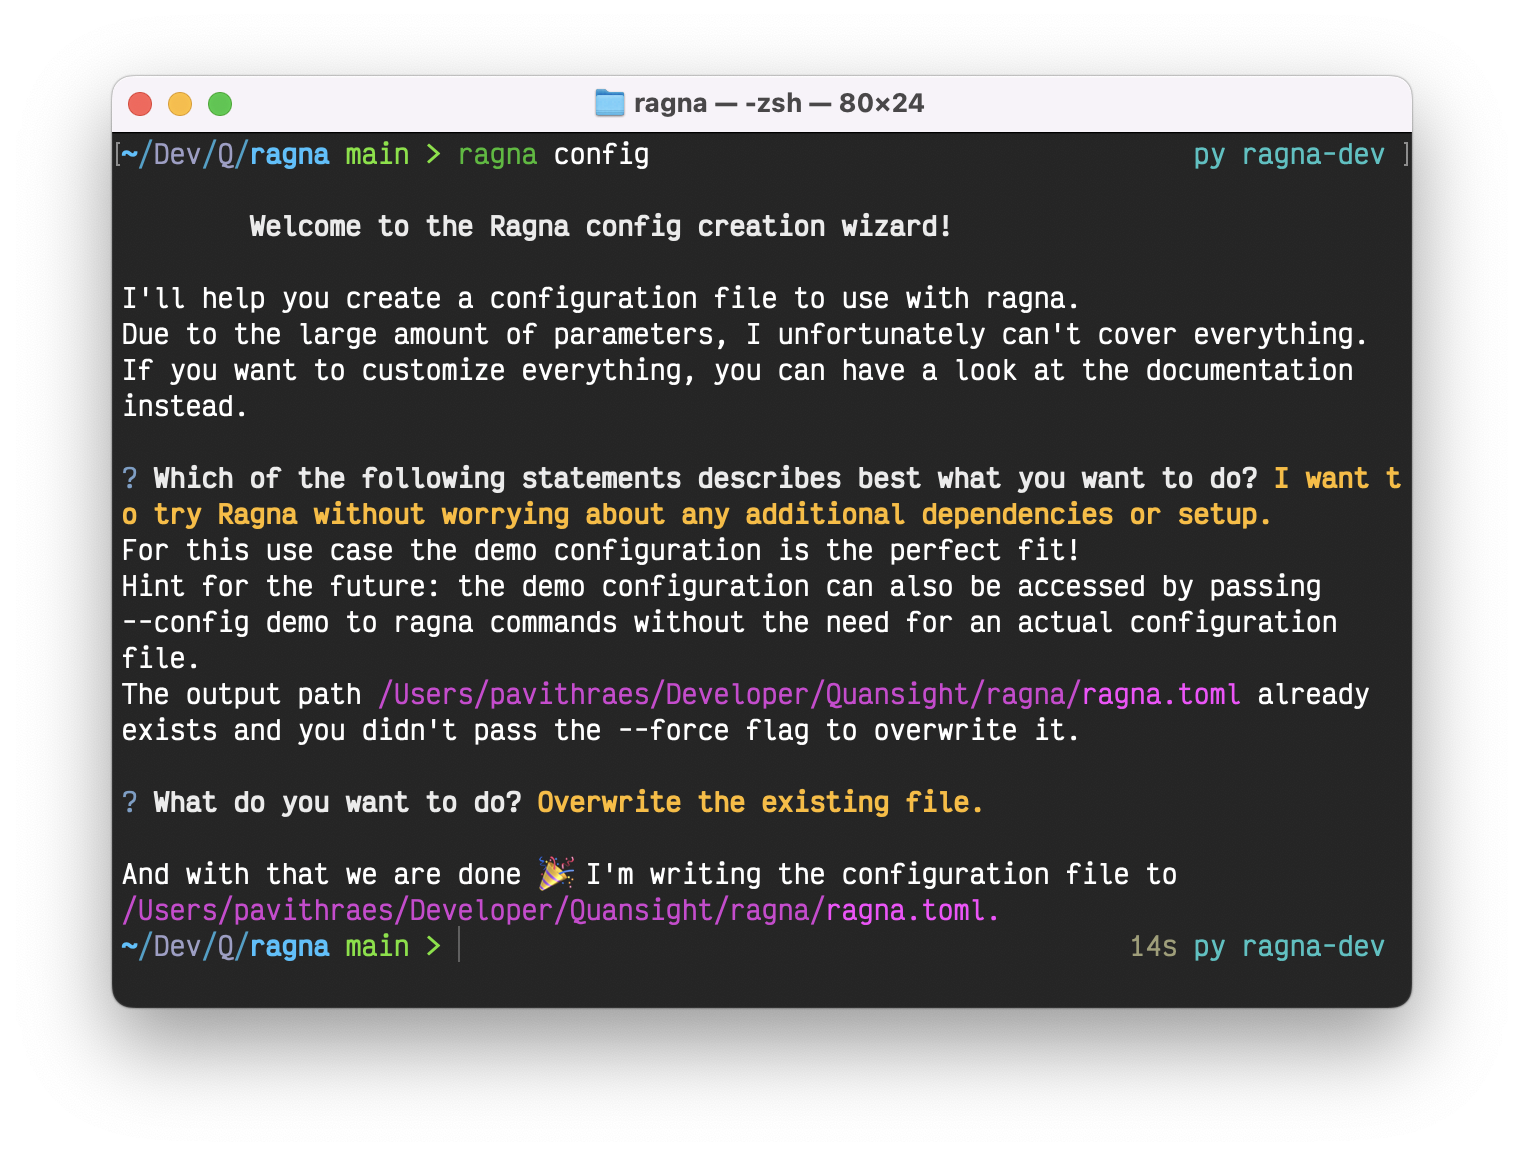 ragna — -zsh — 80×24
[~/Dev/Q/ragna main > ragna config py ragna-dev ]
Welcome to the Ragna config creation wizard!
I'll help you create a configuration file to use with ragna.
Due to the large amount of parameters, I unfortunately can't cover everything.
If you want to customize everything, you can have a look at the documentation
instead.
? Which of the following statements describes best what you want to do? I want t
o try Ragna without worrying about any additional dependencies or setup.
For this use case the demo configuration is the perfect fit!
Hint for the future: the demo configuration can also be accessed by passing
--config demo to ragna commands without the need for an actual configuration
file.
The output path /Users/pavithraes/Developer/Quansight/ragna/ragna.toml already
exists and you didn't pass the --force flag to overwrite it.
? What do you want to do? Overwrite the existing file.
And with that we are done 🎉 I'm writing the configuration file to
/Users/pavithraes/Developer/Quansight/ragna/ragna.toml.
~/Dev/Q/ragna main > 14s py ragna-dev